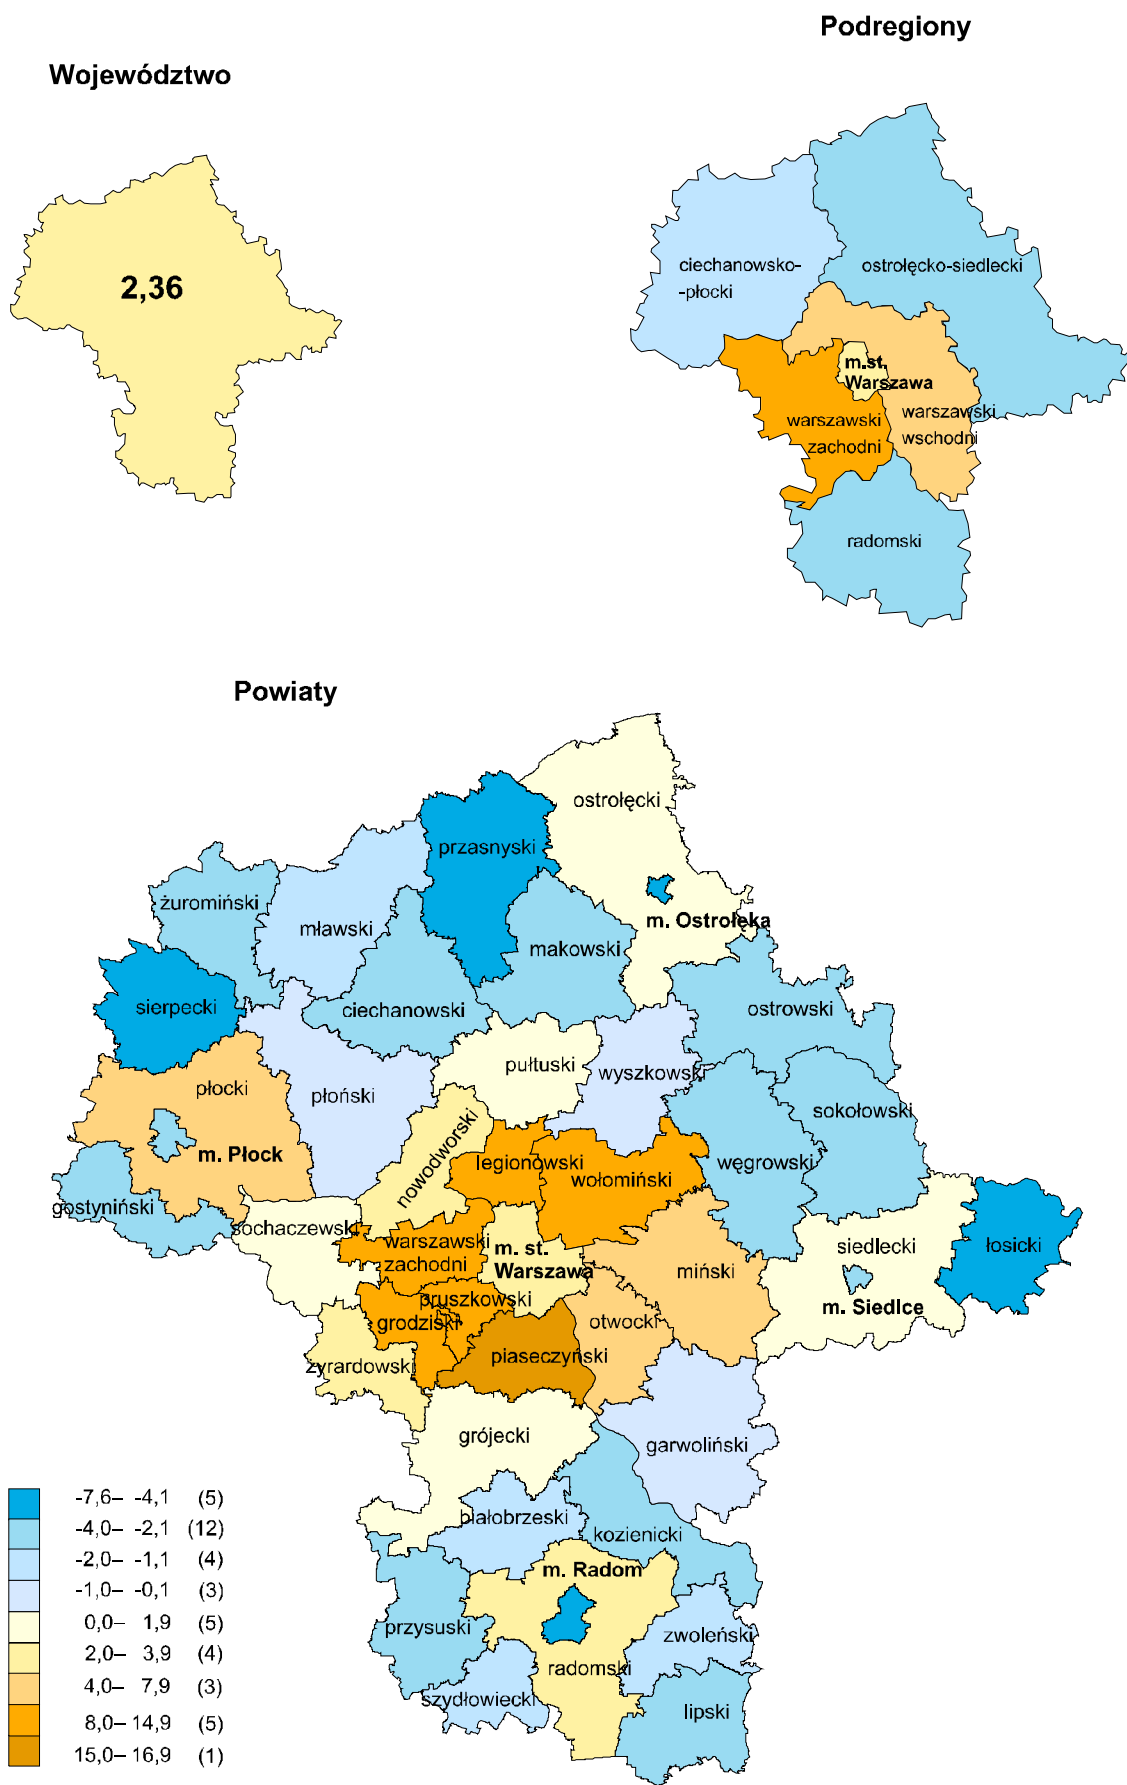 Podregiony
Województwo
2,36
ciechanowsko-
-płocki
ostrołęcko-siedlecki
m.st.
Warszawa
warszawski
zachodni
warszawski
wschodni
radomski
Powiaty
ostrołęcki
przasnyski
żuromiński
mławski
m. Ostrołęka
makowski
sierpecki
ciechanowski
ostrowski
płocki
płoński
pułtuski
wyszkowski
sokołowski
nowodworski
m. Płock
legionowski
wołomiński
węgrowski
gostyniński
sochaczewski
warszawski
zachodni
m. st.
Warszawa
miński
siedlecki
łosicki
m. Siedlce
pruszkowski
grodziski
otwocki
żyrardowski
piaseczyński
grójecki
garwoliński
białobrzeski
kozienicki
m. Radom
przysuski
zwoleński
radomski
szydłowiecki
lipski
-7,6– -4,1 (5)
-4,0– -2,1 (12)
-2,0– -1,1 (4)
-1,0– -0,1 (3)
0,0– 1,9 (5)
2,0– 3,9 (4)
4,0– 7,9 (3)
8,0– 14,9 (5)
15,0– 16,9 (1)